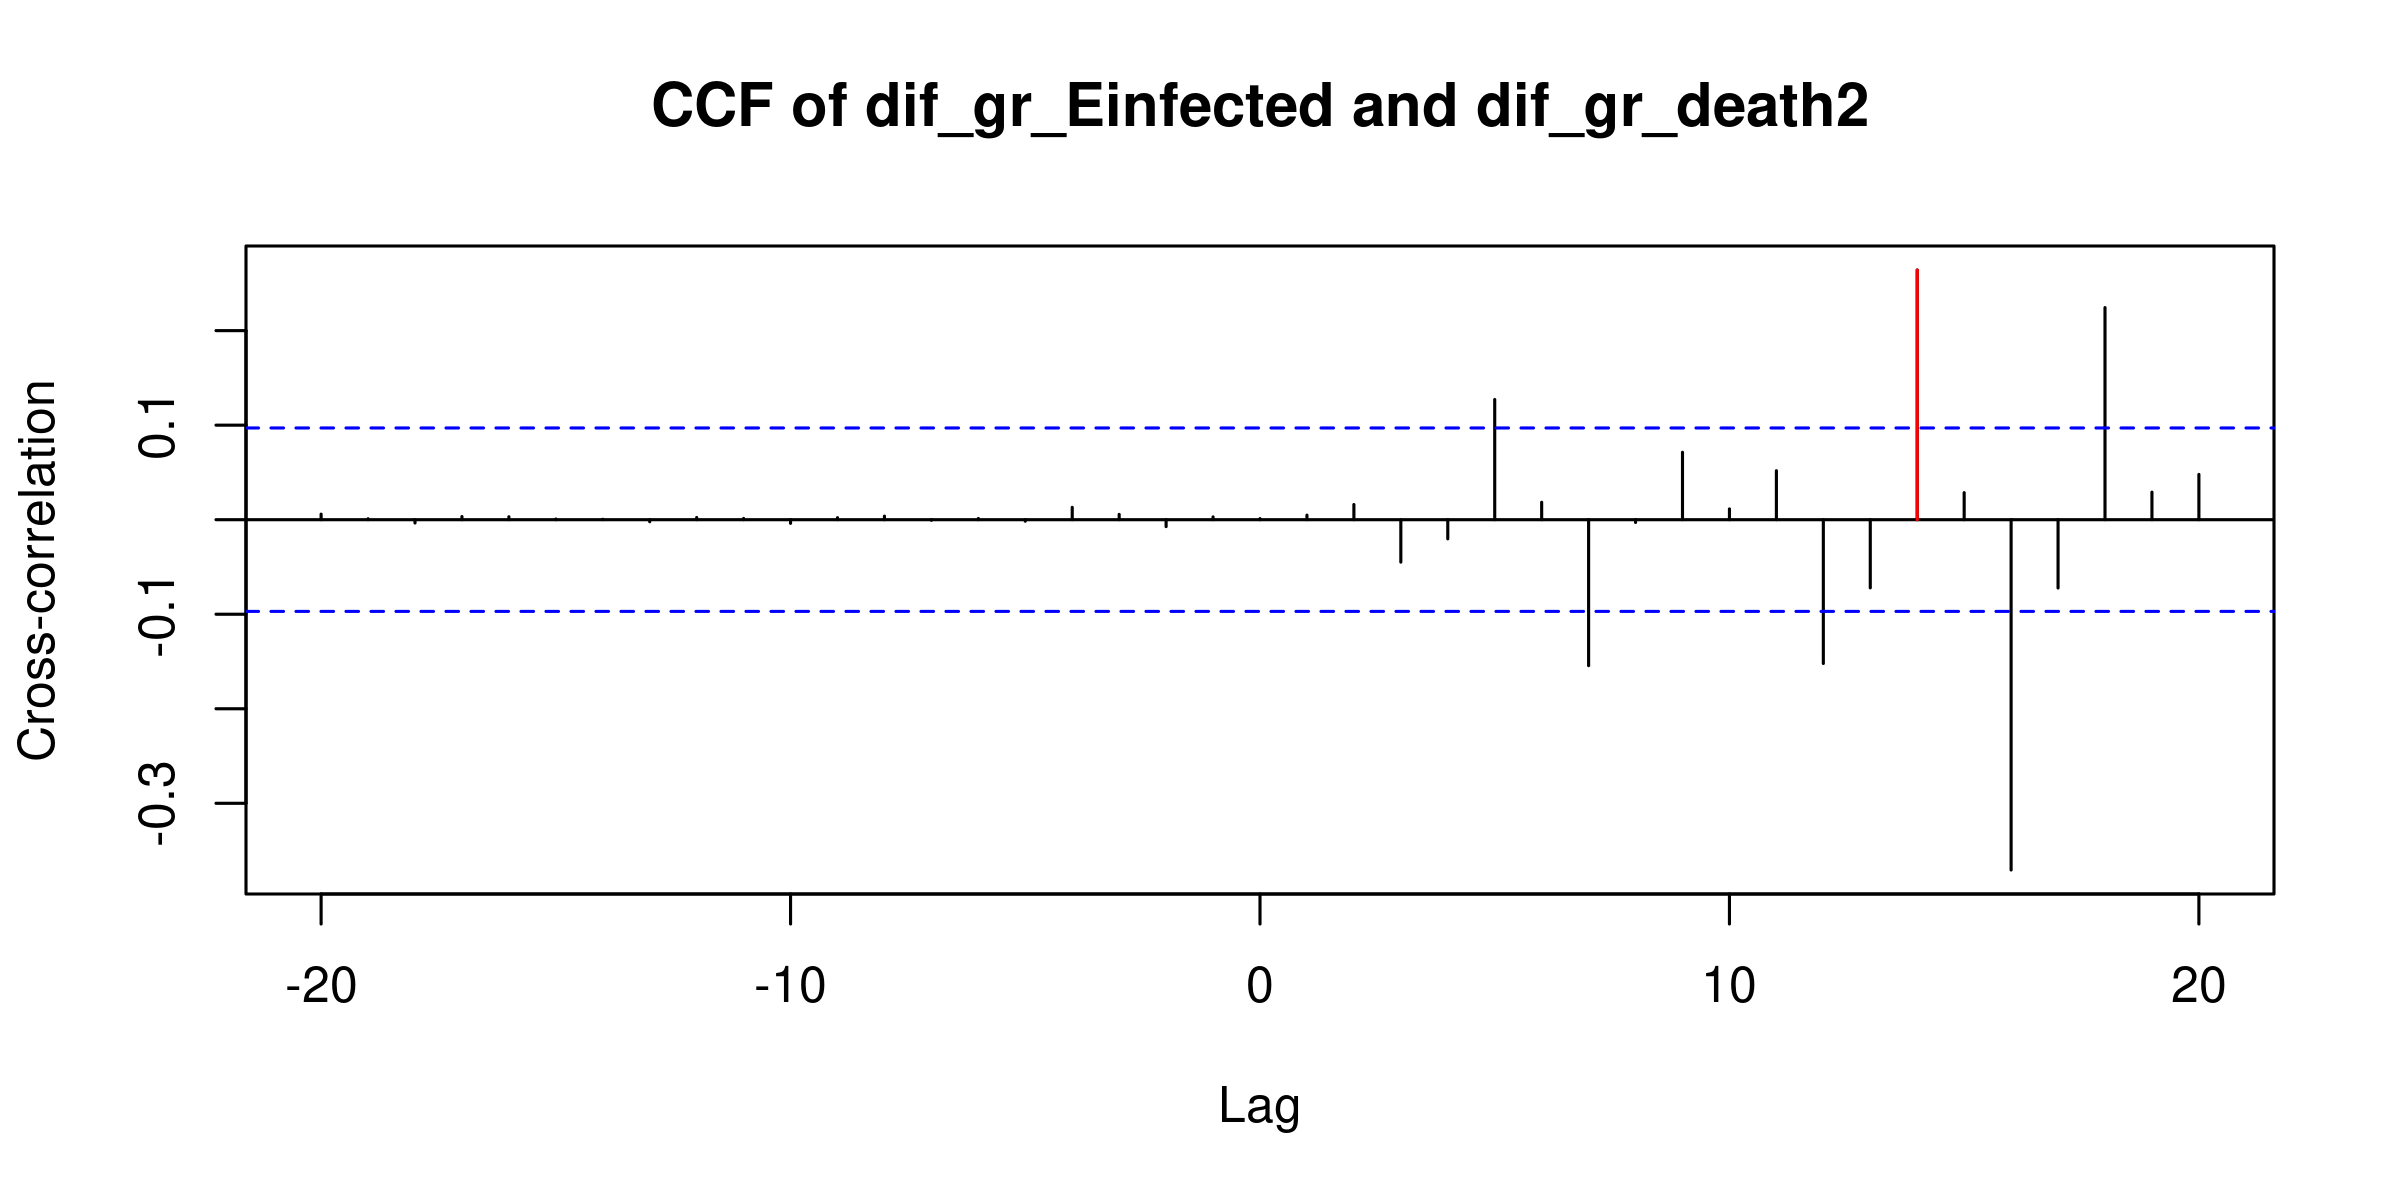 CCF of dif_gr_Einfected and dif_gr_death2
Cross-correlation
0.1
-0.1
-0.3
-20 -10 0 10 20
Lag